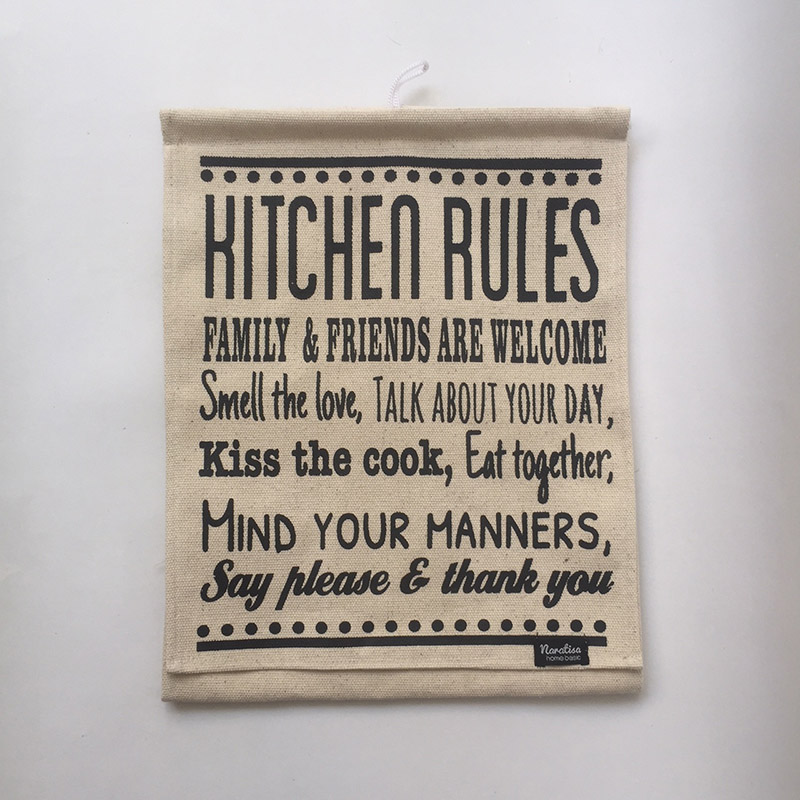 KITCHEN RULES
FAMILY & FRIENDS ARE WELCOME
Smell the love, TALK ABOUT YOUR DAY,
Kiss the cook, Eat together,
MIND YOUR MANNERS,
Say please & thank you
Naratisa
home basic